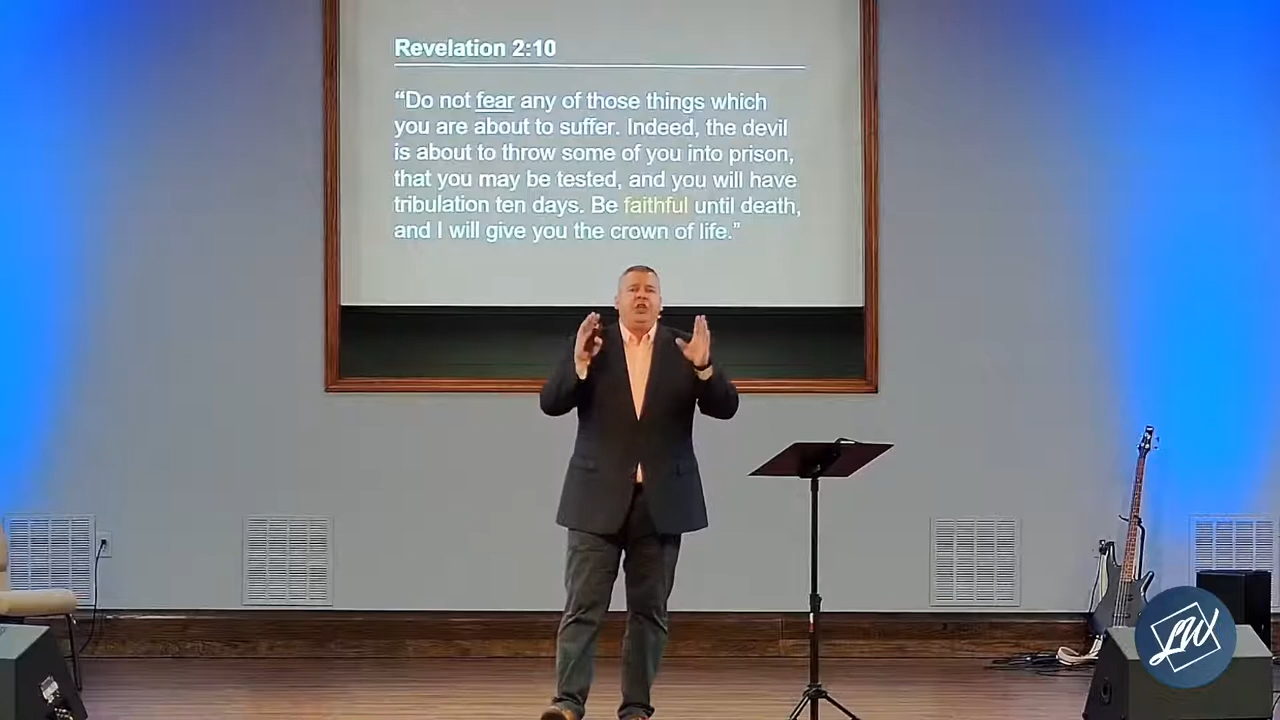 Revelation 2:10
“Do not fear any of those things which
you are about to suffer. Indeed, the devil
is about to throw some of you into prison,
that you may be tested, and you will have
tribulation ten days. Be faithful until death,
and I will give you the crown of life.”
LW